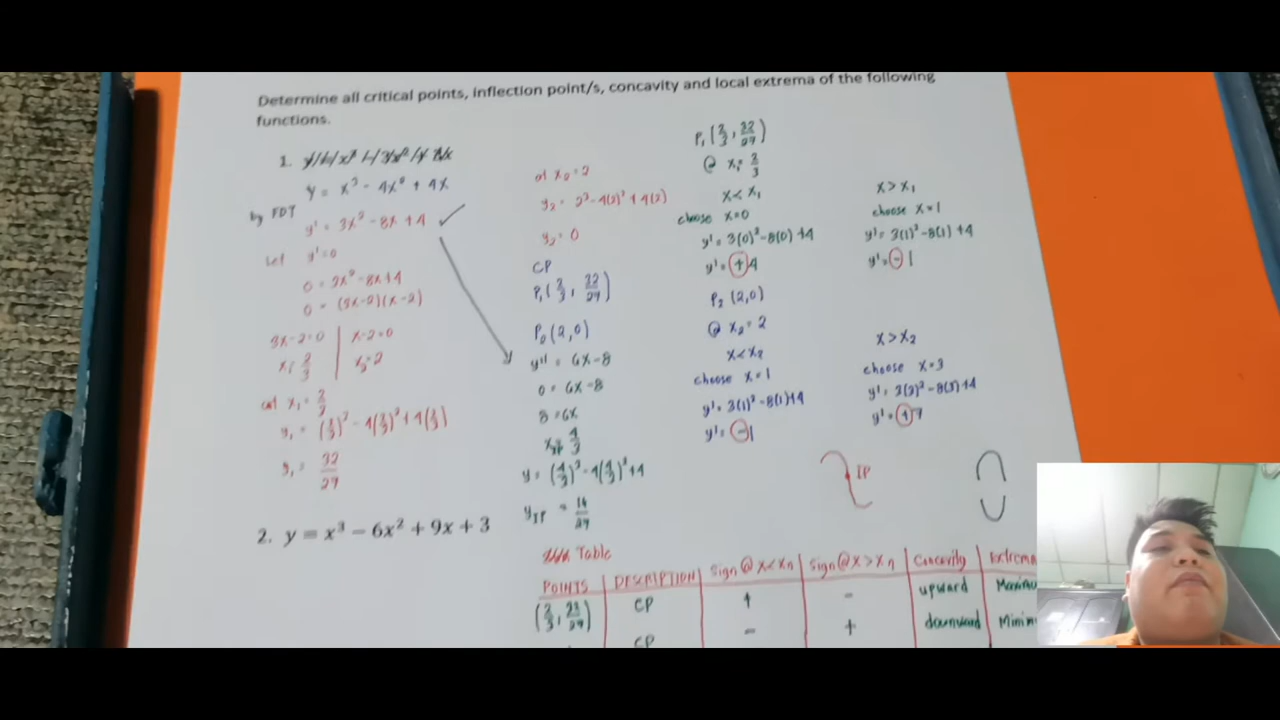 Determine all critical points, inflection point/s, concavity and local extrema of the following
functions.
1.
y = x³ - 4x² + 4x
by FDT
y' = 3x² - 8x + 4
Let y' = 0
0 = 3x² - 8x + 4
0 = (3x-2)(x-2)
3x-2=0 | x-2=0
x₁ = 2/3 | x₂ = 2
at x₁ = 2/3
y₁ = (2/3)³ - 4(2/3)² + 4(2/3)
y₁ = 32/27
2. y = x³ − 6x² + 9x + 3
at x₂ = 2
y₂ = 2³ - 4(2)² + 4(2)
y₂ = 0
CP
P₁(2/3, 32/27)
P₂(2,0)
y'' = 6x - 8
0 = 6x - 8
8 = 6x
x_IP = 4/3
y = (4/3)³ - 4(4/3)² + 4
y_IP = 16/27
P₁(2/3, 32/27)
@ x₁ = 2/3
x < x₁
choose x=0
y' = 3(0)² - 8(0) + 4
y' = + 4
x > x₁
choose x=1
y' = 3(1)² - 8(1) + 4
y' = - 1
P₂ (2,0)
@ x₂ = 2
x < x₂
choose x=1
y' = 3(1)² - 8(1) + 4
y' = - 1
x > x₂
choose x=3
y' = 3(3)² - 8(3) + 4
y' = + 7
IP
Table
POINTS | DESCRIPTION | Sign @ x < xₙ | Sign @ x > xₙ | Concavity | Extrema
(2/3, 32/27) | CP | + | - | upward
CP | - | + | downward